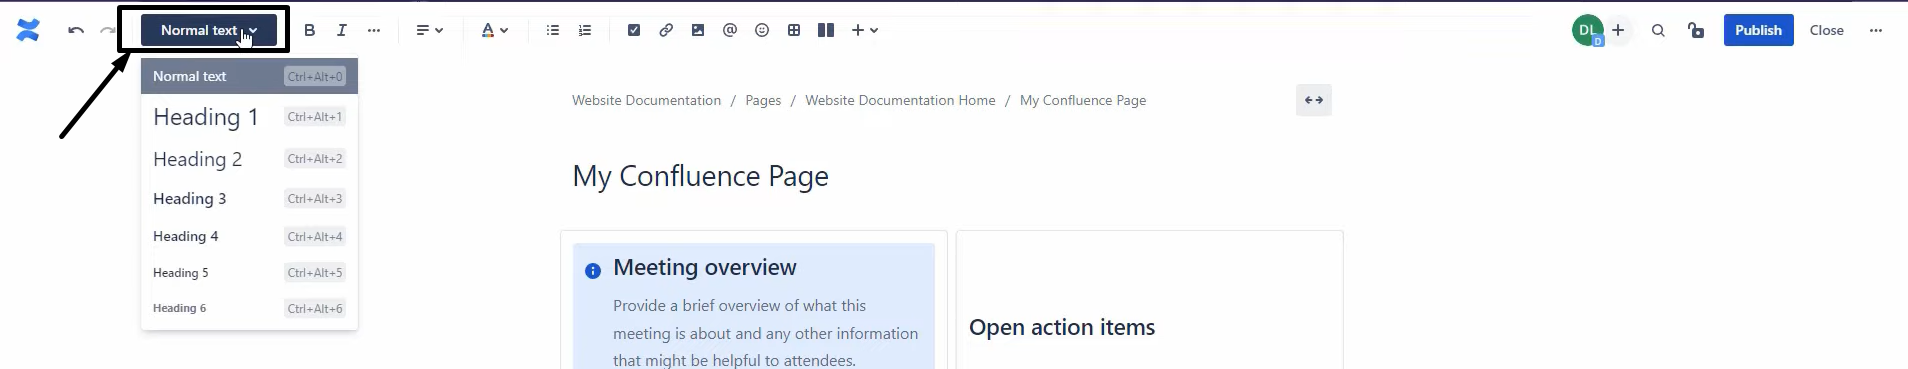 Normal text
B I A @
DL
D
Publish Close
Normal text Ctrl+Alt+0
Heading 1 Ctrl+Alt+1
Heading 2 Ctrl+Alt+2
Heading 3 Ctrl+Alt+3
Heading 4 Ctrl+Alt+4
Heading 5 Ctrl+Alt+5
Heading 6 Ctrl+Alt+6
Website Documentation / Pages / Website Documentation Home / My Confluence Page
My Confluence Page
Meeting overview
Provide a brief overview of what this
meeting is about and any other information
that might be helpful to attendees.
Open action items